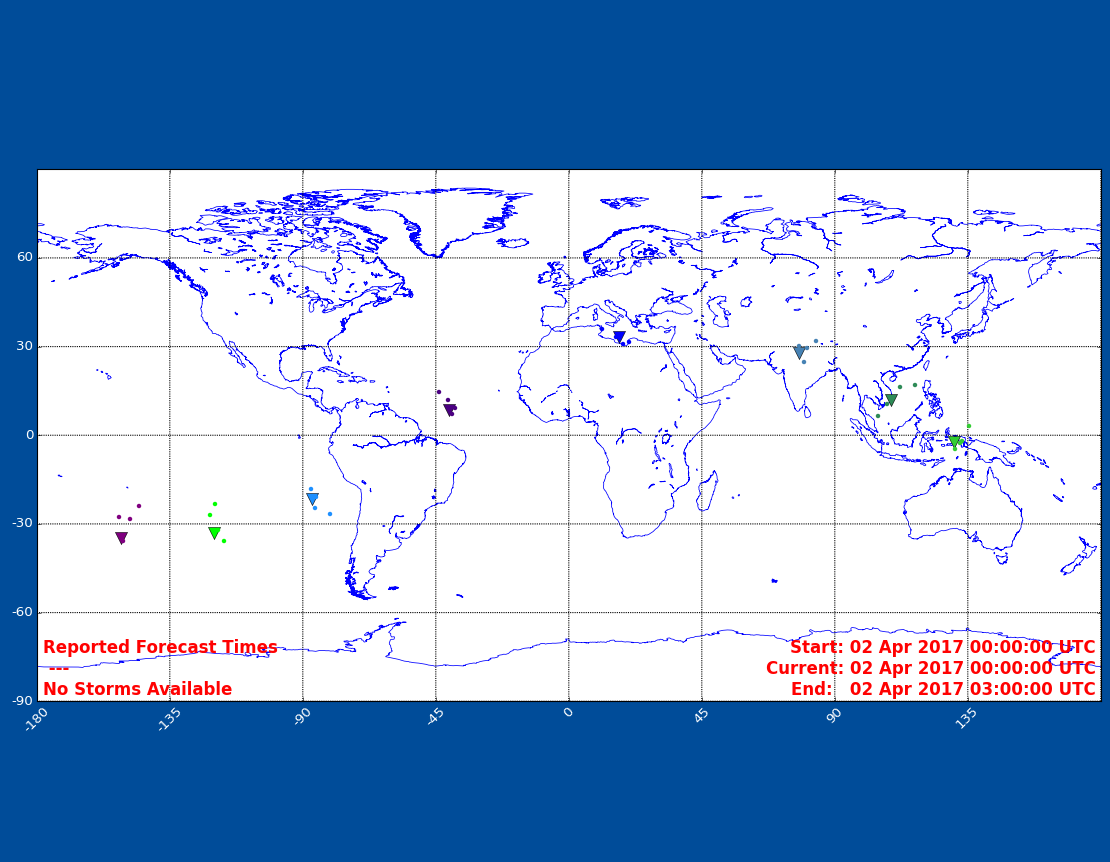 60
30
0
-30
-60
-90
Reported Forecast Times
---
No Storms Available
Start: 02 Apr 2017 00:00:00 UTC
Current: 02 Apr 2017 00:00:00 UTC
End: 02 Apr 2017 03:00:00 UTC
-180 -135 -90 -45 0 45 90 135